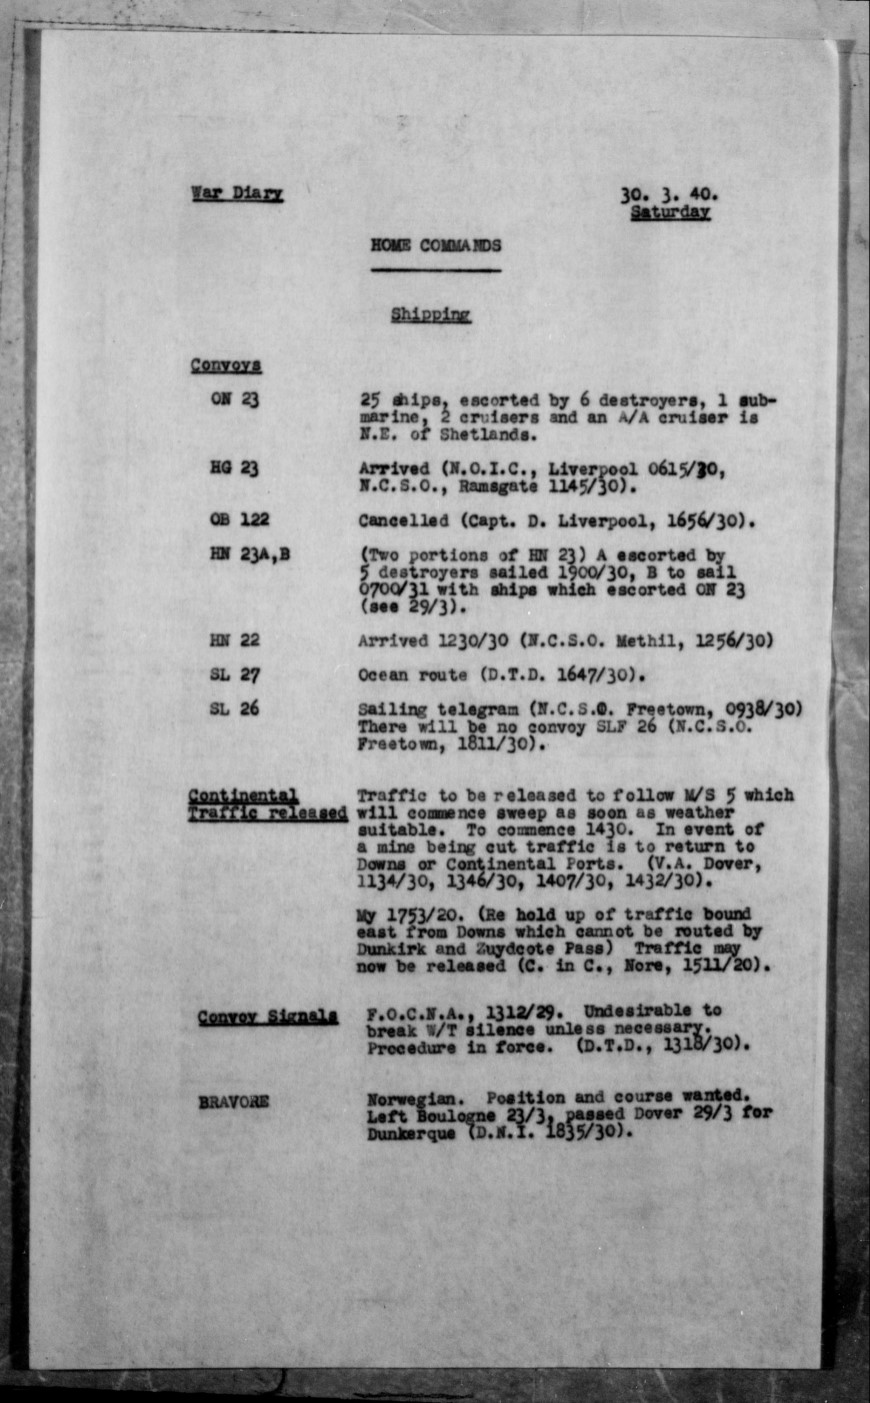 War Diary 30. 3. 40.
Saturday
HOME COMMANDS
Shipping
Convoys
ON 23 25 ships, escorted by 6 destroyers, 1 sub-
marine, 2 cruisers and an A/A cruiser is
N.E. of Shetlands.
HG 23 Arrived (N.O.I.C., Liverpool 0615/30,
N.C.S.O., Ramsgate 1145/30).
OB 122 Cancelled (Capt. D. Liverpool, 1656/30).
HN 23A,B (Two portions of HN 23) A escorted by
5 destroyers sailed 1900/30, B to sail
0700/31 with ships which escorted ON 23
(see 29/3).
HN 22 Arrived 1230/30 (N.C.S.O. Methil, 1256/30)
SL 27 Ocean route (D.T.D. 1647/30).
SL 26 Sailing telegram (N.C.S.O. Freetown, 0938/30)
There will be no convoy SLF 26 (N.C.S.O.
Freetown, 1811/30).
Continental Traffic to be released to follow M/S 5 which
Traffic released will commence sweep as soon as weather
suitable. To commence 1430. In event of
a mine being cut traffic is to return to
Downs or Continental Ports. (V.A. Dover,
1134/30, 1346/30, 1407/30, 1432/30).
My 1753/20. (Re hold up of traffic bound
east from Downs which cannot be routed by
Dunkirk and Zuydcote Pass) Traffic may
now be released (C. in C., Nore, 1511/20).
Convoy Signals F.O.C.N.A., 1312/29. Undesirable to
break W/T silence unless necessary.
Procedure in force. (D.T.D., 1318/30).
BRAVORE Norwegian. Position and course wanted.
Left Boulogne 23/3, passed Dover 29/3 for
Dunkerque (D.N.I. 1835/30).